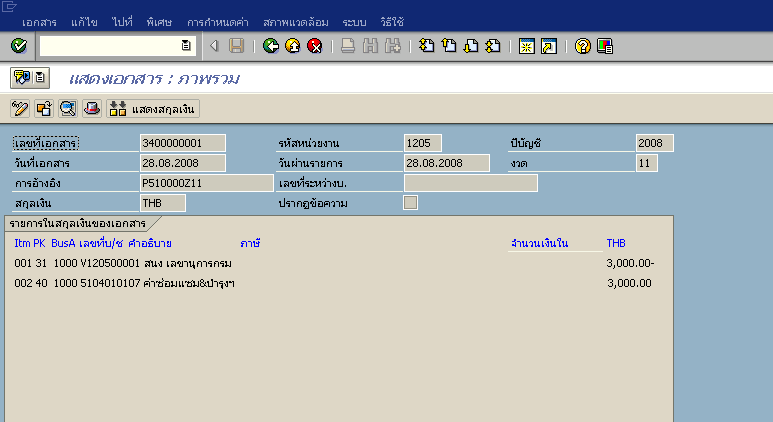 เอกสาร แก้ไข ไปที่ พิเศษ การกำหนดค่า สภาพแวดล้อม ระบบ วิธีใช้
แสดงเอกสาร : ภาพรวม
แสดงสกุลเงิน
เลขที่เอกสาร 3400000001 รหัสหน่วยงาน 1205 ปีบัญชี 2008
วันที่เอกสาร 28.08.2008 วันผ่านรายการ 28.08.2008 งวด 11
การอ้างอิง P510000Z11 เลขที่ระหว่างบ.
สกุลเงิน THB ปรากฏข้อความ
รายการในสกุลเงินของเอกสาร
Itm PK BusA เลขที่บ/ช คำอธิบาย ภาษี จำนวนเงินใน THB
001 31 1000 V120500001 สนง เลขานุการกรม 3,000.00-
002 40 1000 5104010107 ค่าซ่อมแซม&บำรุงฯ 3,000.00